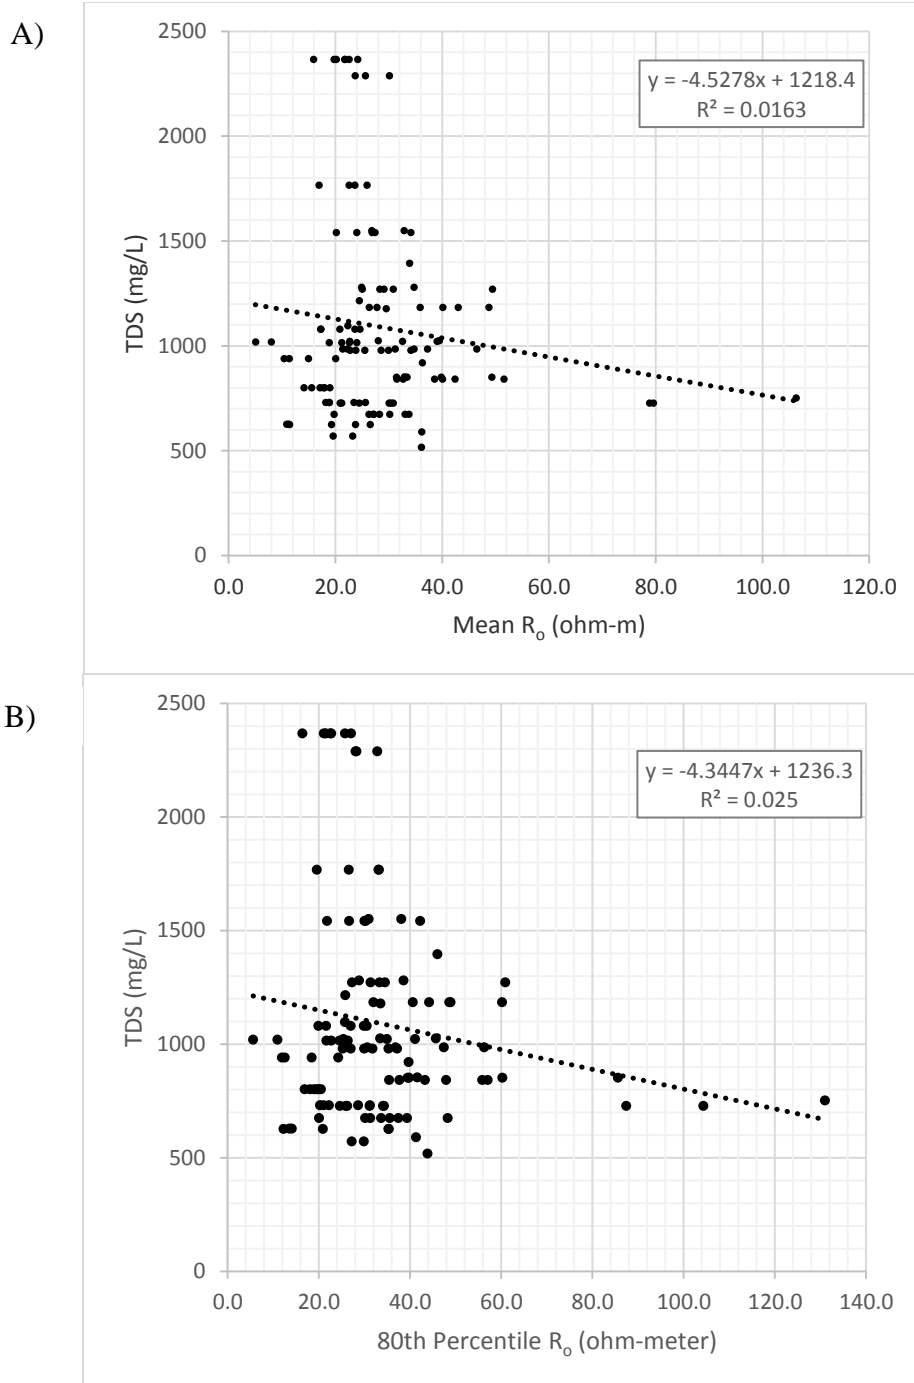 A)
2500
y = -4.5278x + 1218.4
R² = 0.0163
2000
1500
TDS (mg/L)
1000
500
0
0.0 20.0 40.0 60.0 80.0 100.0 120.0
Mean Rₒ (ohm-m)
B)
2500
y = -4.3447x + 1236.3
R² = 0.025
2000
1500
TDS (mg/L)
1000
500
0
0.0 20.0 40.0 60.0 80.0 100.0 120.0 140.0
80th Percentile Rₒ (ohm-meter)